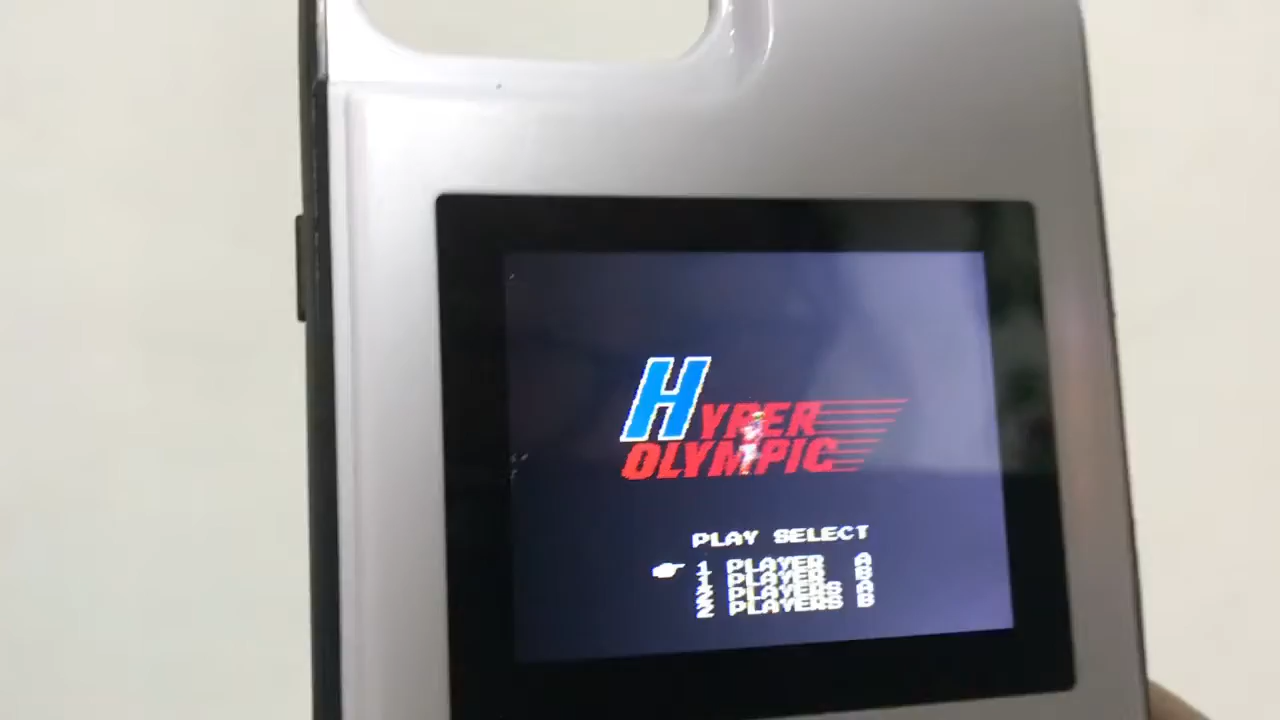 HYPER
OLYMPIC
PLAY SELECT
1 PLAYER A
1 PLAYER B
2 PLAYERS A
2 PLAYERS B